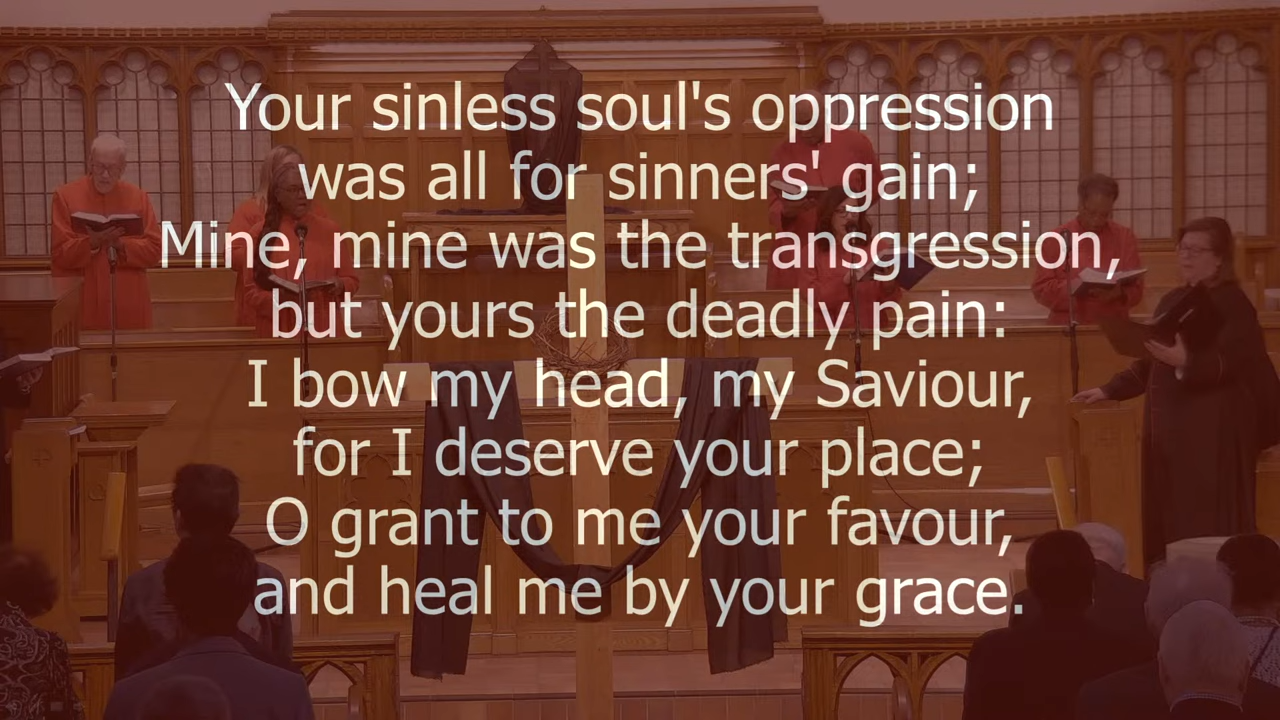 Your sinless soul's oppression
was all for sinners' gain;
Mine, mine was the transgression,
but yours the deadly pain:
I bow my head, my Saviour,
for I deserve your place;
O grant to me your favour,
and heal me by your grace.